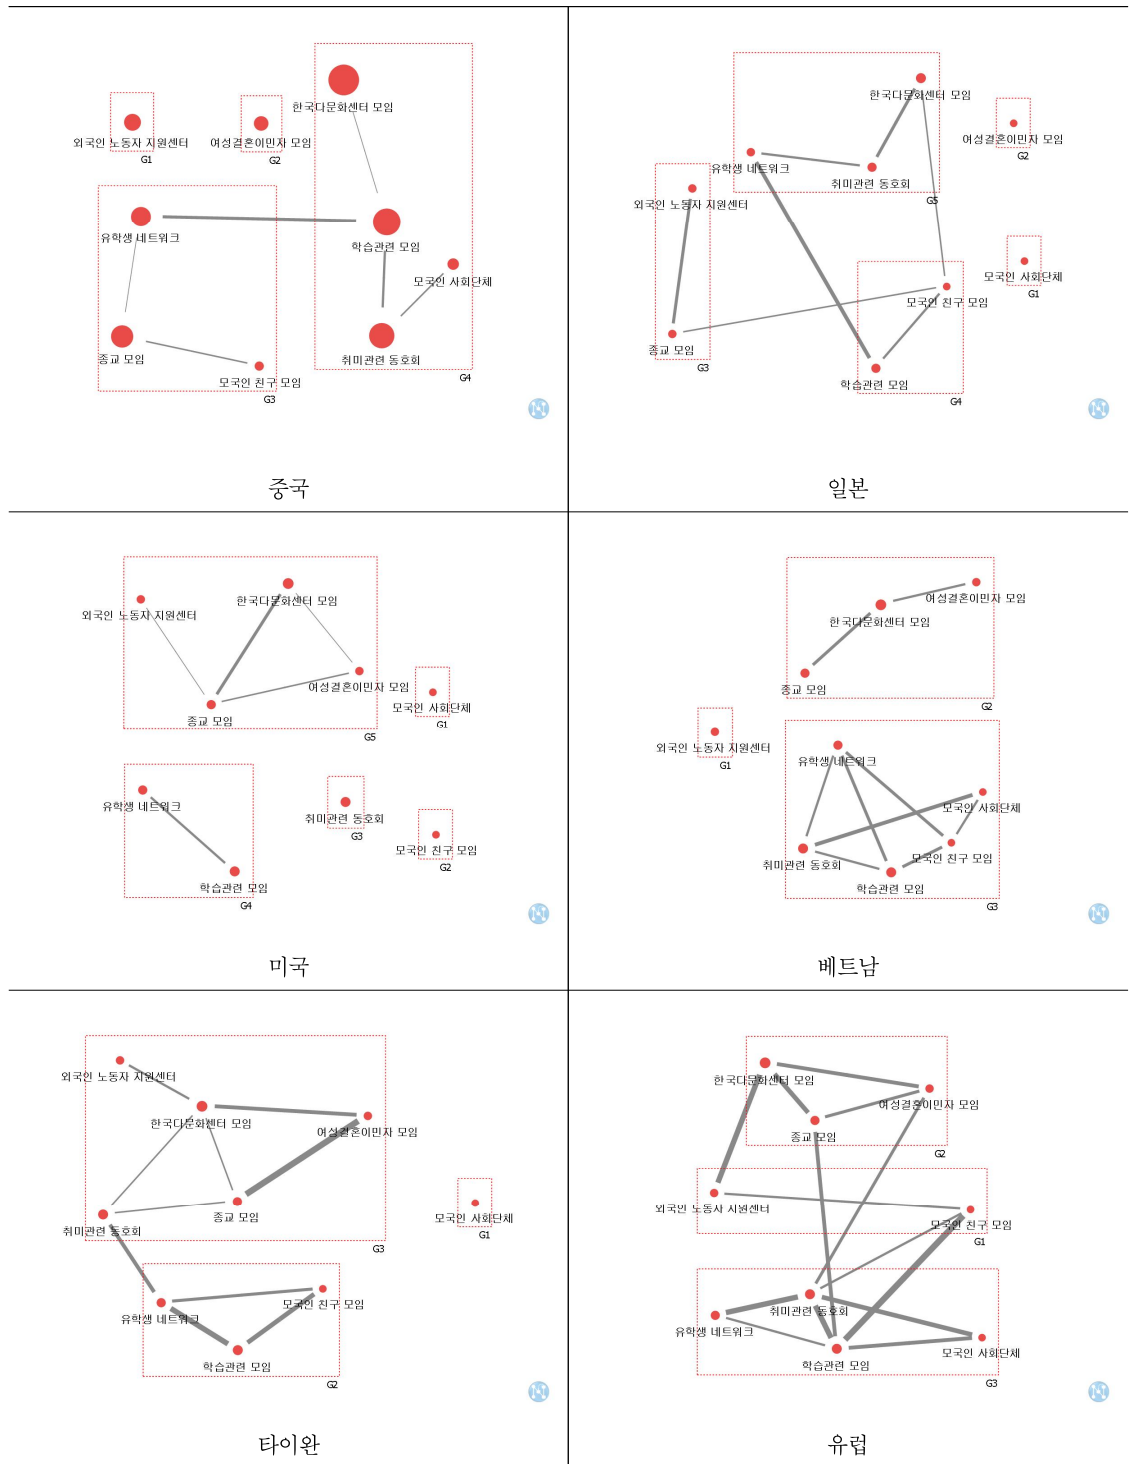 한국다문화센터 모임
외국인 노동자 지원센터
G1
여성결혼이민자 모임
G2
유학생 네트워크
학습관련 모임
모국인 사회단체
종교 모임
취미관련 동호회
모국인 친구 모임
G3
G4
중국
한국다문화센터 모임
여성결혼이민자 모임
G2
유학생 네트워크
취미관련 동호회
G5
외국인 노동자 지원센터
모국인 사회단체
G1
모국인 친구 모임
종교 모임
G3
학습관련 모임
G4
일본
외국인 노동자 지원센터
한국다문화센터 모임
여성결혼이민자 모임
종교 모임
G5
모국인 사회단체
G1
유학생 네트워크
취미관련 동호회
G3
모국인 친구 모임
G2
학습관련 모임
G4
미국
여성결혼이민자 모임
한국다문화센터 모임
종교 모임
G2
외국인 노동자 지원센터
G1
유학생 네트워크
모국인 사회단체
취미관련 동호회
모국인 친구 모임
학습관련 모임
G3
베트남
외국인 노동자 지원센터
한국다문화센터 모임
여성결혼이민자 모임
취미관련 동호회
종교 모임
G3
모국인 사회단체
G1
유학생 네트워크
모국인 친구 모임
학습관련 모임
G2
타이완
한국다문화센터 모임
여성결혼이민자 모임
종교 모임
G2
외국인 노동자 지원센터
모국인 친구 모임
G1
취미관련 동호회
유학생 네트워크
모국인 사회단체
학습관련 모임
G3
유럽